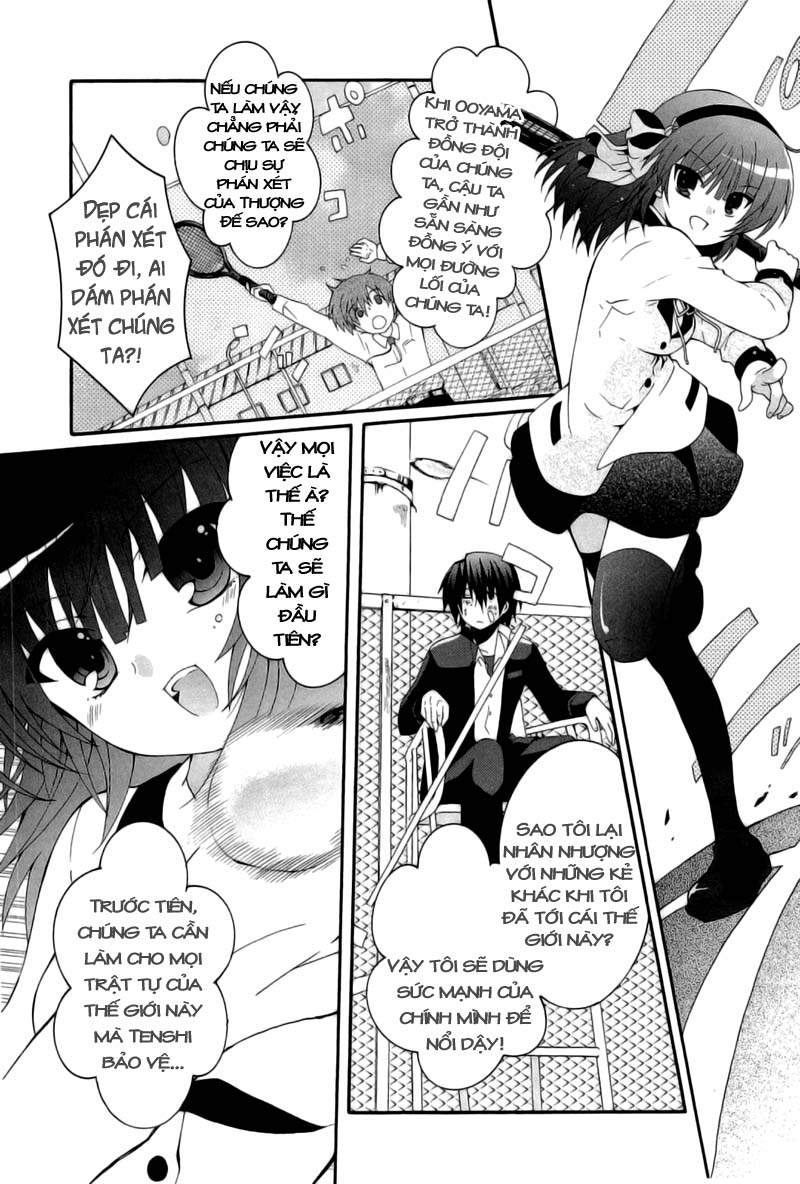 KHI OOYAMA
TRỞ THÀNH
ĐỒNG ĐỘI
CỦA CHÚNG
TA, CẬU TA
GẦN NHƯ
SẴN SÀNG
ĐỒNG Ý VỚI
MỌI ĐƯỜNG
LỐI CỦA
CHÚNG TA!
NẾU CHÚNG
TA LÀM VẬY
CHẲNG PHẢI
CHÚNG TA SẼ
CHỊU SỰ
PHÁN XÉT
CỦA THƯỢNG
ĐẾ SAO?
ポコ
DẸP CÁI
PHÁN XÉT
ĐÓ ĐI, AI
DÁM PHÁN
XÉT CHÚNG
TA?!
SAO TÔI LẠI
NHÂN NHƯỢNG
VỚI NHỮNG KẺ
KHÁC KHI TÔI
ĐÃ TỚI CÁI THẾ
GIỚI NÀY?
VẬY TÔI SẼ DÙNG
SỨC MẠNH CỦA
CHÍNH MÌNH ĐỂ
NỔI DẬY!
VẬY MỌI
VIỆC LÀ
THẾ À?
THẾ
CHÚNG TA
SẼ LÀM GÌ
ĐẦU
TIÊN?
TRƯỚC TIÊN,
CHÚNG TA CẦN
LÀM CHO MỌI
TRẬT TỰ CỦA
THẾ GIỚI NÀY
MÀ TENSHI
BẢO VỆ...